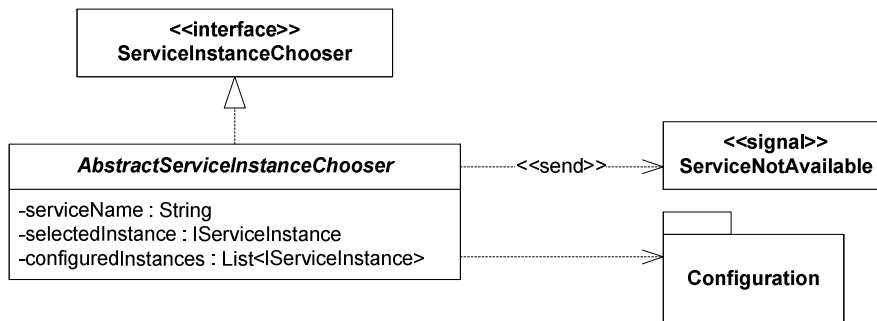 <<interface>>
ServiceInstanceChooser
AbstractServiceInstanceChooser
-serviceName : String
-selectedInstance : IServiceInstance
-configuredInstances : List<IServiceInstance>
<<send>>
<<signal>>
ServiceNotAvailable
Configuration